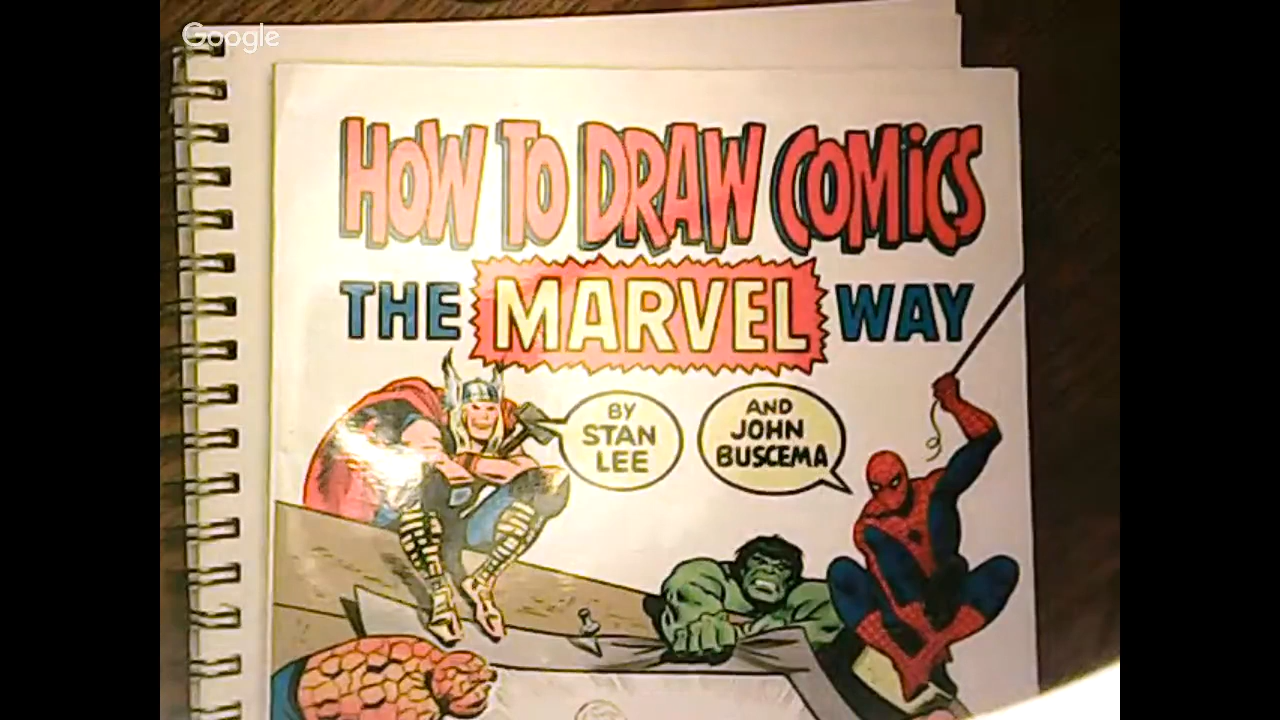 Google
HOW TO DRAW COMiCS
THE MARVEL WAY
BY
STAN
LEE
AND
JOHN
BUSCEMA